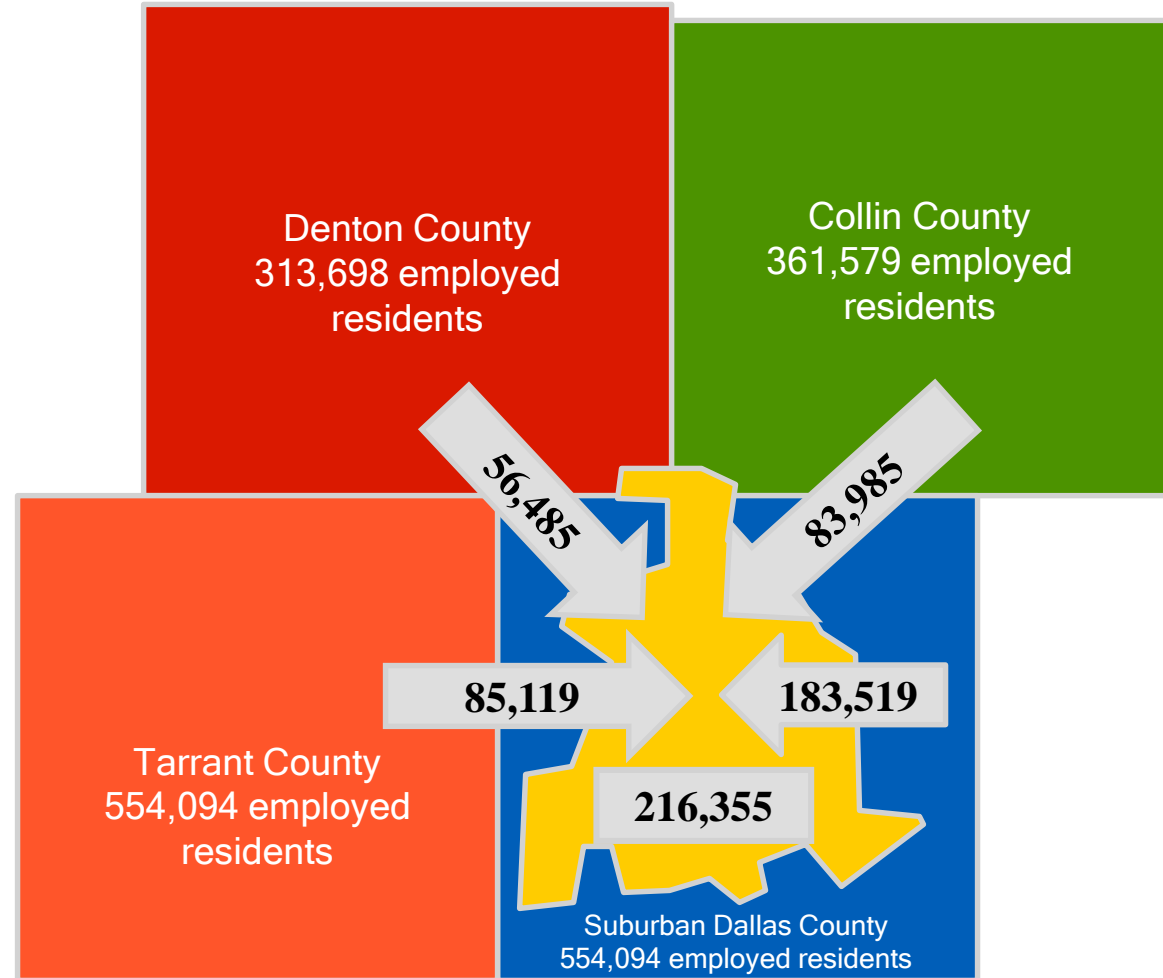 Denton County
313,698 employed
residents
Collin County
361,579 employed
residents
56,485
83,985
85,119
183,519
Tarrant County
554,094 employed
residents
216,355
Suburban Dallas County
554,094 employed residents